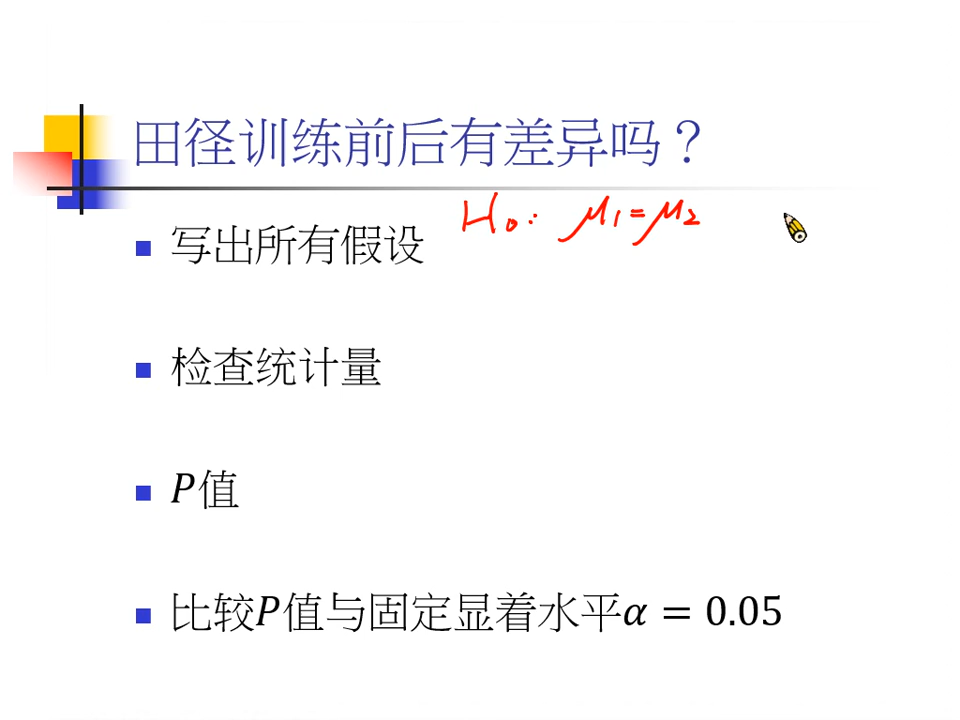 田径训练前后有差异吗？
H₀: μ₁=μ₂
写出所有假设
检查统计量
P值
比较P值与固定显着水平α = 0.05